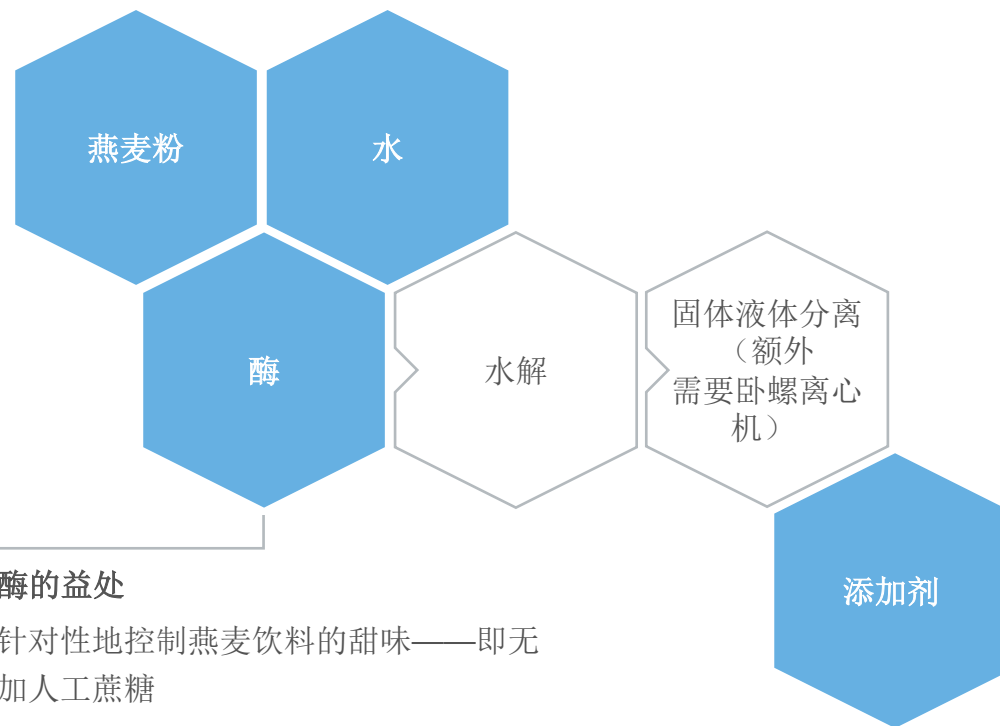 燕麦粉
水
酶
水解
固体液体分离
（额外
需要卧螺离心
机）
添加剂
酶的益处
针对性地控制燕麦饮料的甜味——即无
加人工蔗糖